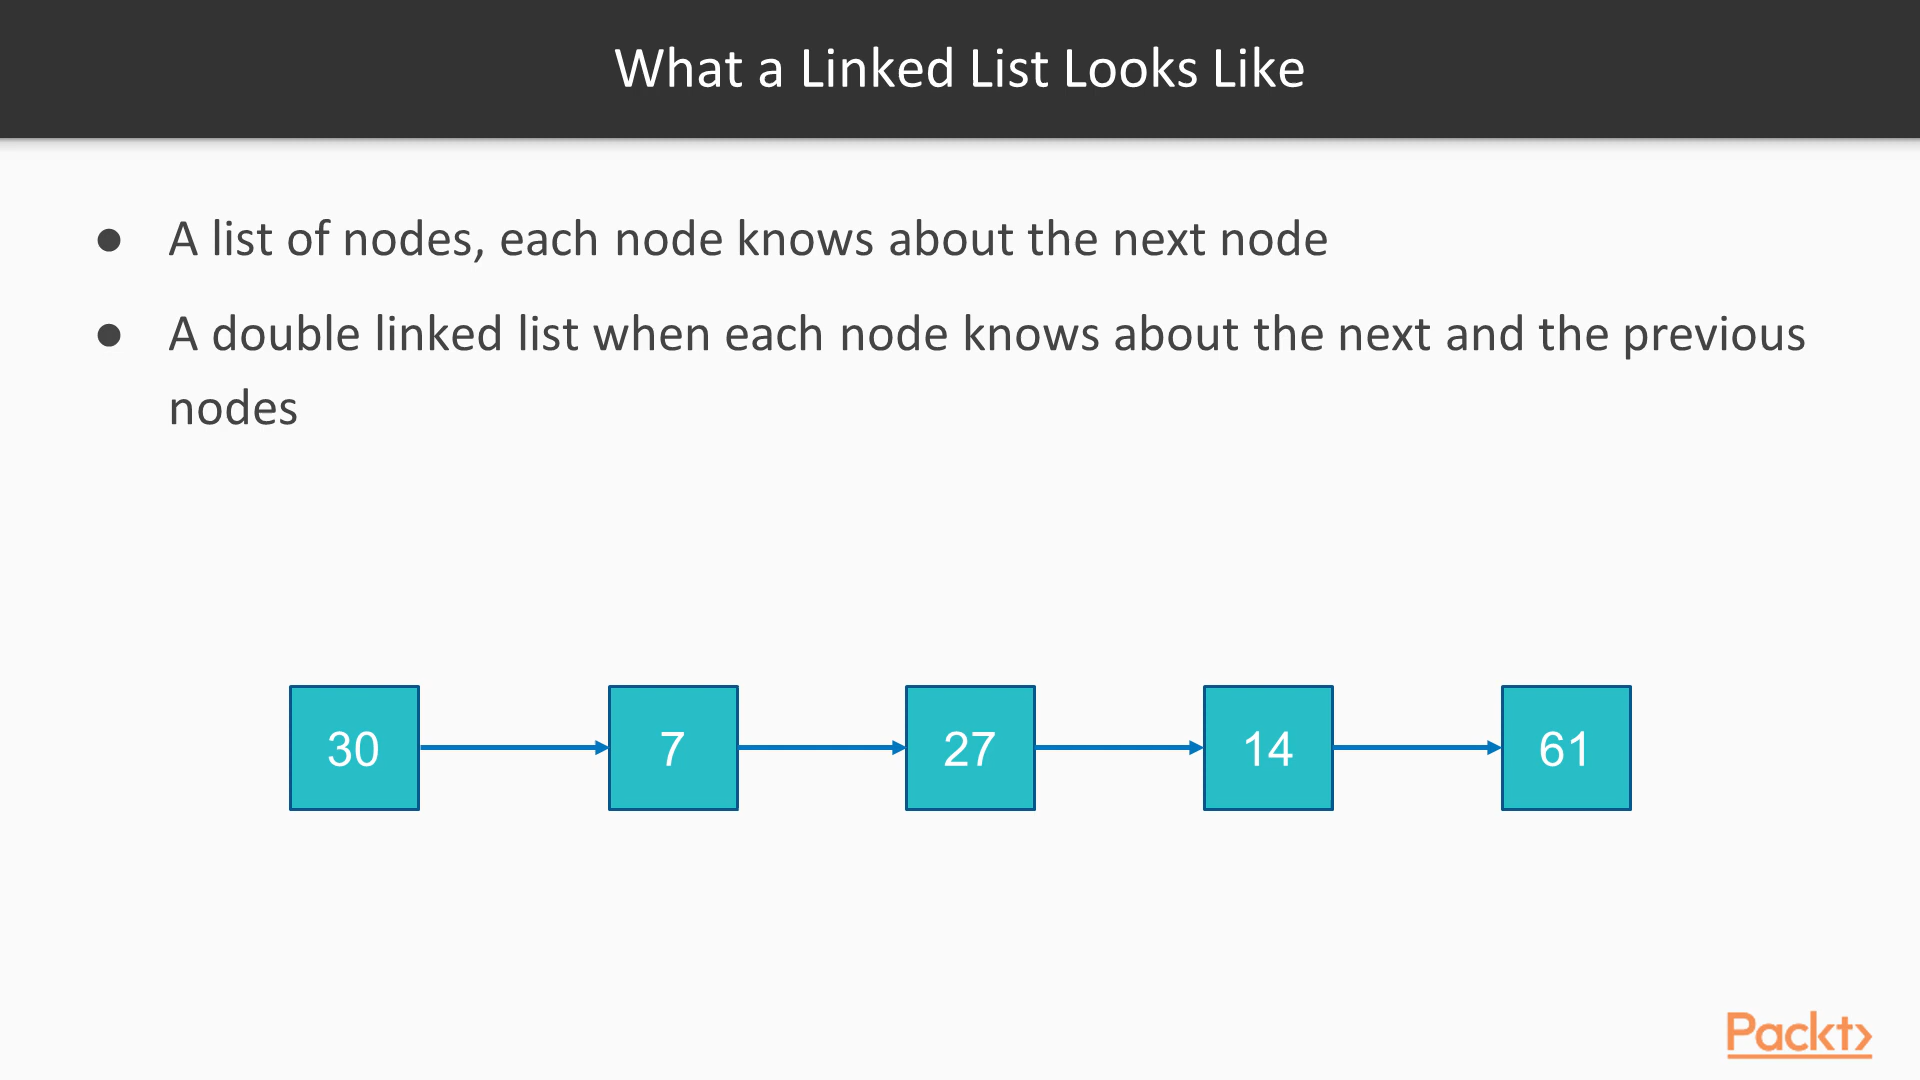 What a Linked List Looks Like
● A list of nodes, each node knows about the next node
● A double linked list when each node knows about the next and the previous
nodes
30 7 27 14 61
Packt>